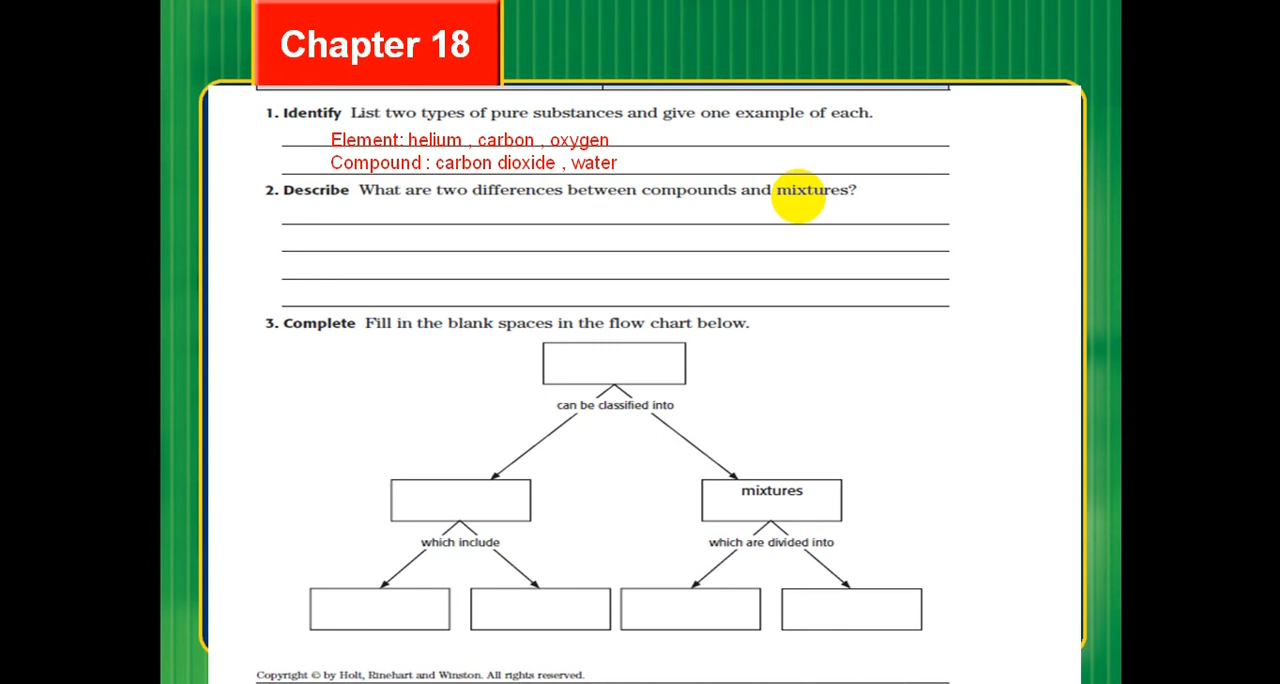 Chapter 18
1. Identify List two types of pure substances and give one example of each.
Element: helium , carbon , oxygen
Compound : carbon dioxide , water
2. Describe What are two differences between compounds and mixtures?
3. Complete Fill in the blank spaces in the flow chart below.
can be classified into
mixtures
which include
which are divided into
Copyright © by Holt, Rinehart and Winston. All rights reserved.